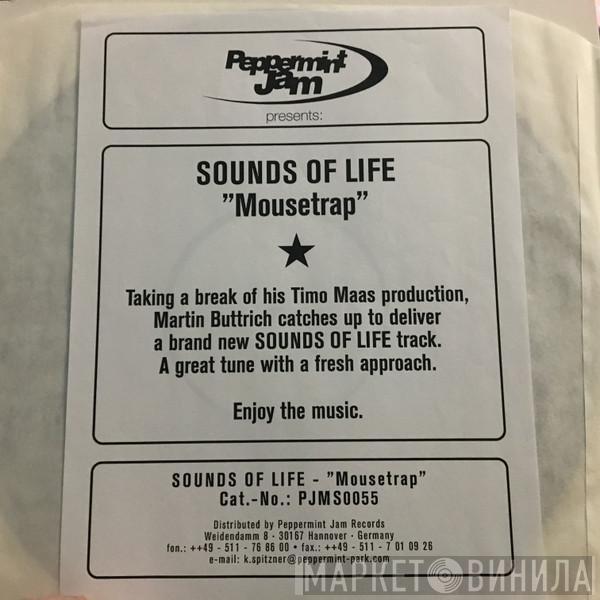 Peppermint
Jam
presents:
SOUNDS OF LIFE
"Mousetrap"
Taking a break of his Timo Maas production,
Martin Buttrich catches up to deliver
a brand new SOUNDS OF LIFE track.
A great tune with a fresh approach.
Enjoy the music.
SOUNDS OF LIFE - "Mousetrap"
Cat.-No.: PJMS0055
Distributed by Peppermint Jam Records
Weidendamm 8 · 30167 Hannover · Germany
fon.: ++49 - 511 - 76 86 00 • fax.: ++49 - 511 - 7 01 09 26
e-mail: k.spitzner@peppermint-park.com
МАРКЕТ ВИНИЛА